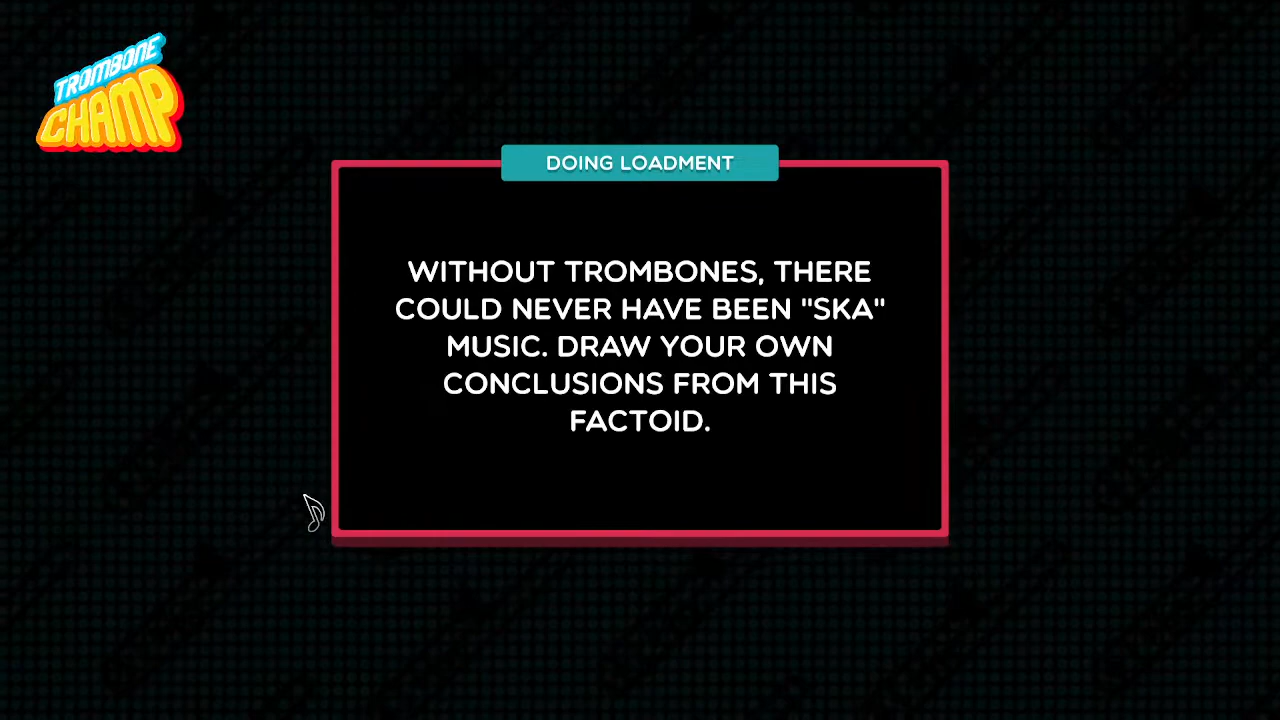 TROMBONE
CHAMP
DOING LOADMENT
WITHOUT TROMBONES, THERE
COULD NEVER HAVE BEEN "SKA"
MUSIC. DRAW YOUR OWN
CONCLUSIONS FROM THIS
FACTOID.